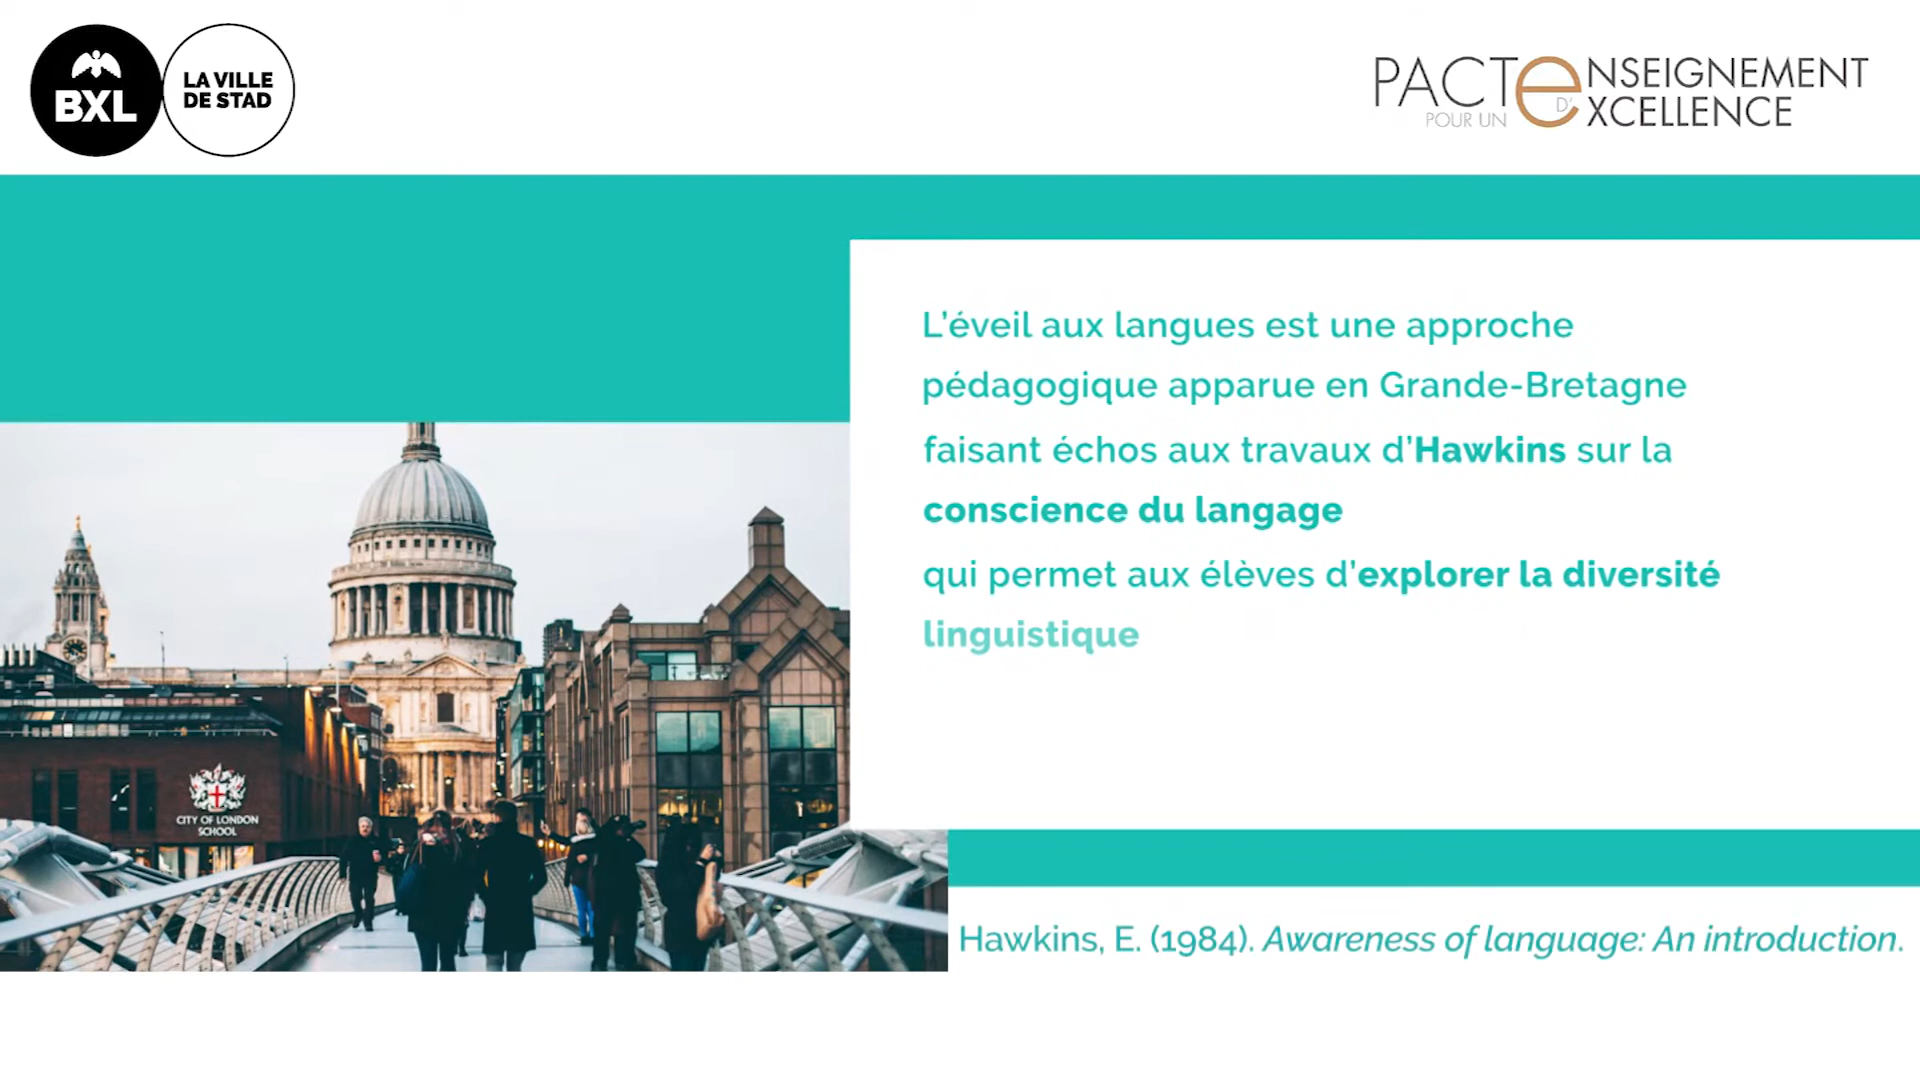 BXL
LA VILLE
DE STAD
PACTe NSEIGNEMENT
POUR UN D'XCELLENCE
L'éveil aux langues est une approche
pédagogique apparue en Grande-Bretagne
faisant échos aux travaux d'Hawkins sur la
conscience du langage
qui permet aux élèves d'explorer la diversité
linguistique
CITY OF LONDON
SCHOOL
Hawkins, E. (1984). Awareness of language: An introduction.